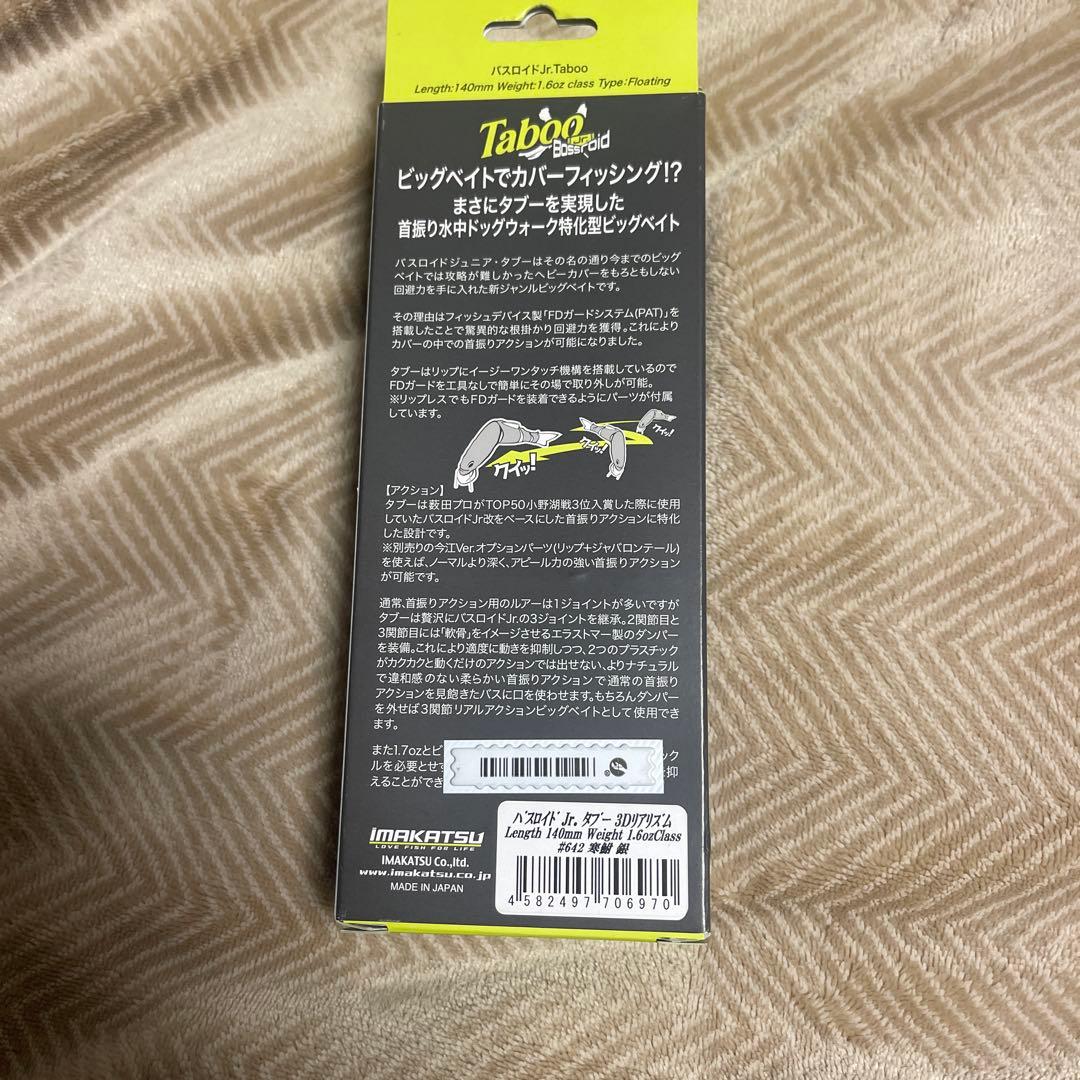 バスロイドJr.Taboo
Length:140mm Weight:1.6oz class Type:Floating
Taboo
Jr.
Bassroid
ビッグベイトでカバーフィッシング!?
まさにタブーを実現した
首振り水中ドッグウォーク特化型ビッグベイト
バスロイドジュニア・タブーはその名の通り今までのビッグ
ベイトでは攻略が難しかったヘビーカバーをもろともしない
回避力を手に入れた新ジャンルビッグベイトです。
その理由はフィッシュデバイス製「FDガードシステム(PAT)」を
搭載したことで驚異的な根掛かり回避力を獲得。これにより
カバーの中での首振りアクションが可能になりました。
タブーはリップにイージーワンタッチ機構を搭載しているので
FDガードを工具なしで簡単にその場で取り外しが可能。
※リップレスでもFDガードを装着できるようにパーツが付属
しています。
クイッ!
クイッ!
クイッ!
【アクション】
タブーは薮田プロがTOP50小野湖戦3位入賞した際に使用
していたバスロイドJr改をベースにした首振りアクションに特化
した設計です。
※別売りの今江Ver.オプションパーツ(リップ+ジャバロンテール)
を使えば、ノーマルより深く、アピール力の強い首振りアクション
が可能です。
通常、首振りアクション用のルアーは1ジョイントが多いですが
タブーは贅沢にバスロイドJr.の3ジョイントを継承。2関節目と
3関節目には「軟骨」をイメージさせるエラストマー製のダンパー
を装備。これにより適度に動きを抑制しつつ、2つのプラスチック
がカクカクと動くだけのアクションでは出せない、よりナチュラル
で違和感のない柔らかい首振りアクションで通常の首振り
アクションを見飽きたバスに口を使わせます。もちろんダンパー
を外せば3関節リアルアクションビッグベイトとして使用でき
ます。
また1.7ozとビ ック
ルを必要とせず 抑
えることができ
IMAKATSU
LOVE FISH FOR LIFE
IMAKATSU Co.,ltd.
www.imakatsu.co.jp
MADE IN JAPAN
バスロイドJr. タブー 3Dリアリズム
Length 140mm Weight 1.6ozClass
#642 寒鮒 銀
4 582497 706970